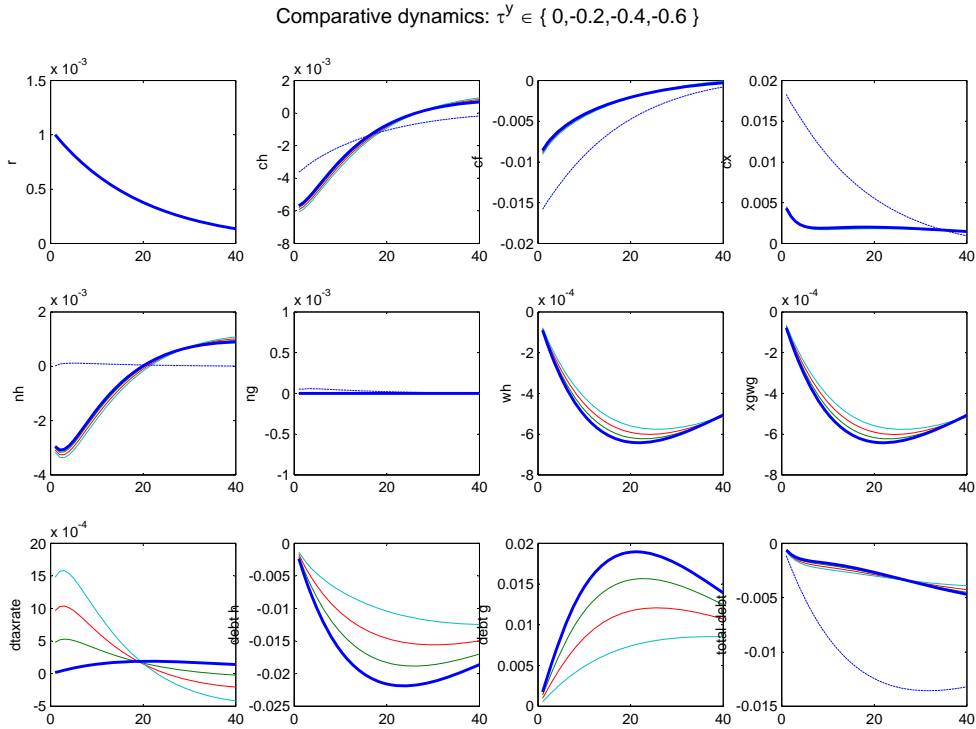 Comparative dynamics: τ^y ∈ { 0,-0.2,-0.4,-0.6 }
x 10^-3
1.5
1
0.5
0
r
0 20 40
x 10^-3
2
0
-2
-4
-6
-8
ch
0 20 40
0
-0.005
-0.01
-0.015
-0.02
cf
0 20 40
0.02
0.015
0.01
0.005
0
cx
0 20 40
x 10^-3
2
0
-2
-4
nh
0 20 40
x 10^-3
1
0.5
0
-0.5
-1
ng
0 20 40
x 10^-4
0
-2
-4
-6
-8
wh
0 20 40
x 10^-4
0
-2
-4
-6
-8
xgwg
0 20 40
x 10^-4
20
15
10
5
0
-5
dtaxrate
0 20 40
0
-0.005
-0.01
-0.015
-0.02
-0.025
debt h
0 20 40
0.02
0.015
0.01
0.005
0
debt g
0 20 40
0
-0.005
-0.01
-0.015
total debt
0 20 40